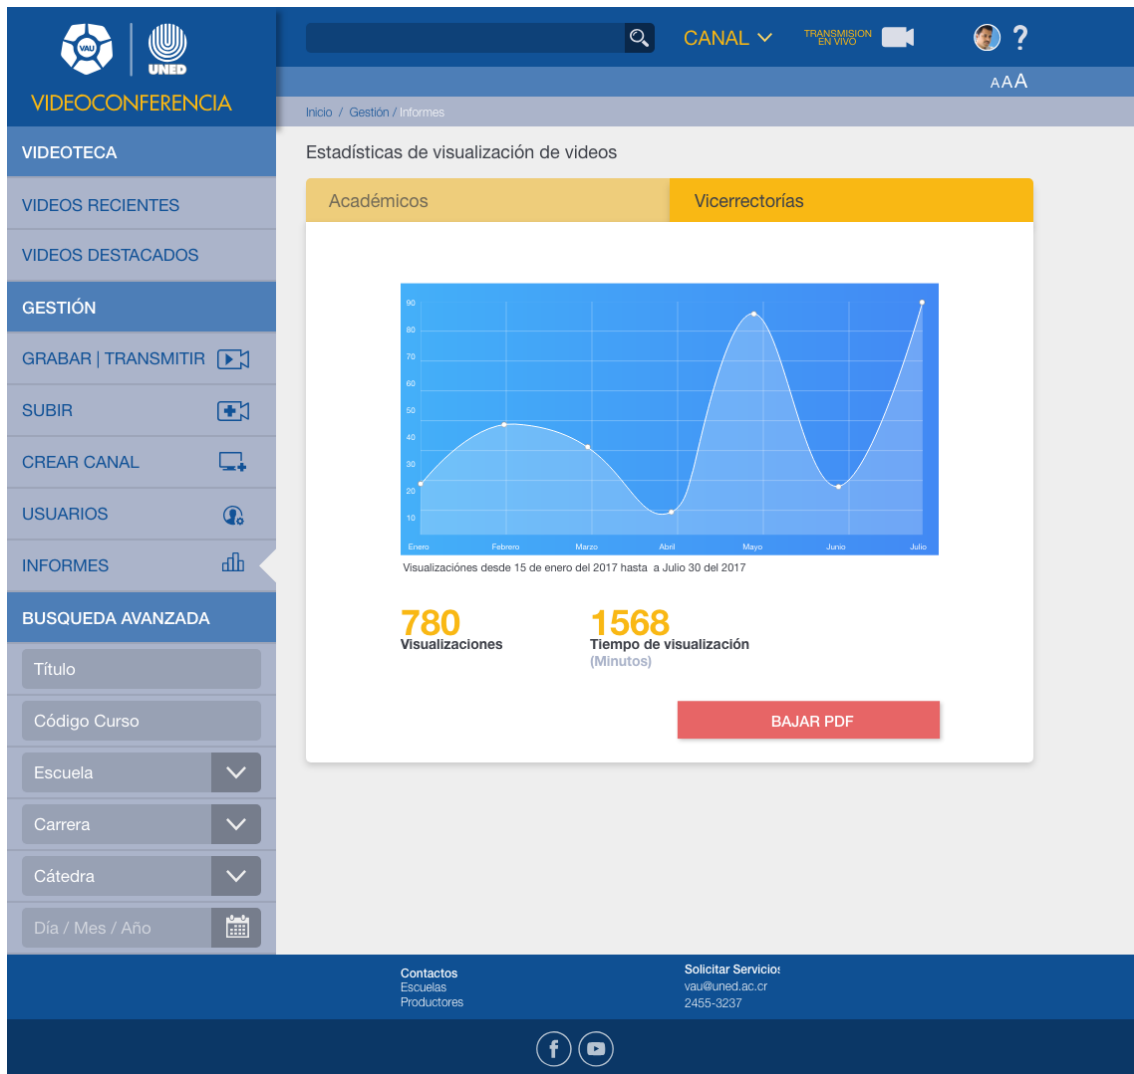 VAU
UNED
VIDEOCONFERENCIA
CANAL
TRANSMISION
EN VIVO
?
AAA
Inicio / Gestión / Informes
VIDEOTECA
VIDEOS RECIENTES
VIDEOS DESTACADOS
GESTIÓN
GRABAR | TRANSMITIR
SUBIR
CREAR CANAL
USUARIOS
INFORMES
BUSQUEDA AVANZADA
Título
Código Curso
Escuela
Carrera
Cátedra
Día / Mes / Año
Estadísticas de visualización de videos
Académicos
Vicerrectorías
90
80
70
60
50
40
30
20
10
Enero Febrero Marzo Abril Mayo Junio Julio
Visualizaciónes desde 15 de enero del 2017 hasta a Julio 30 del 2017
780
Visualizaciones
1568
Tiempo de visualización
(Minutos)
BAJAR PDF
Contactos
Escuelas
Productores
Solicitar Servicios
vau@uned.ac.cr
2455-3237
f